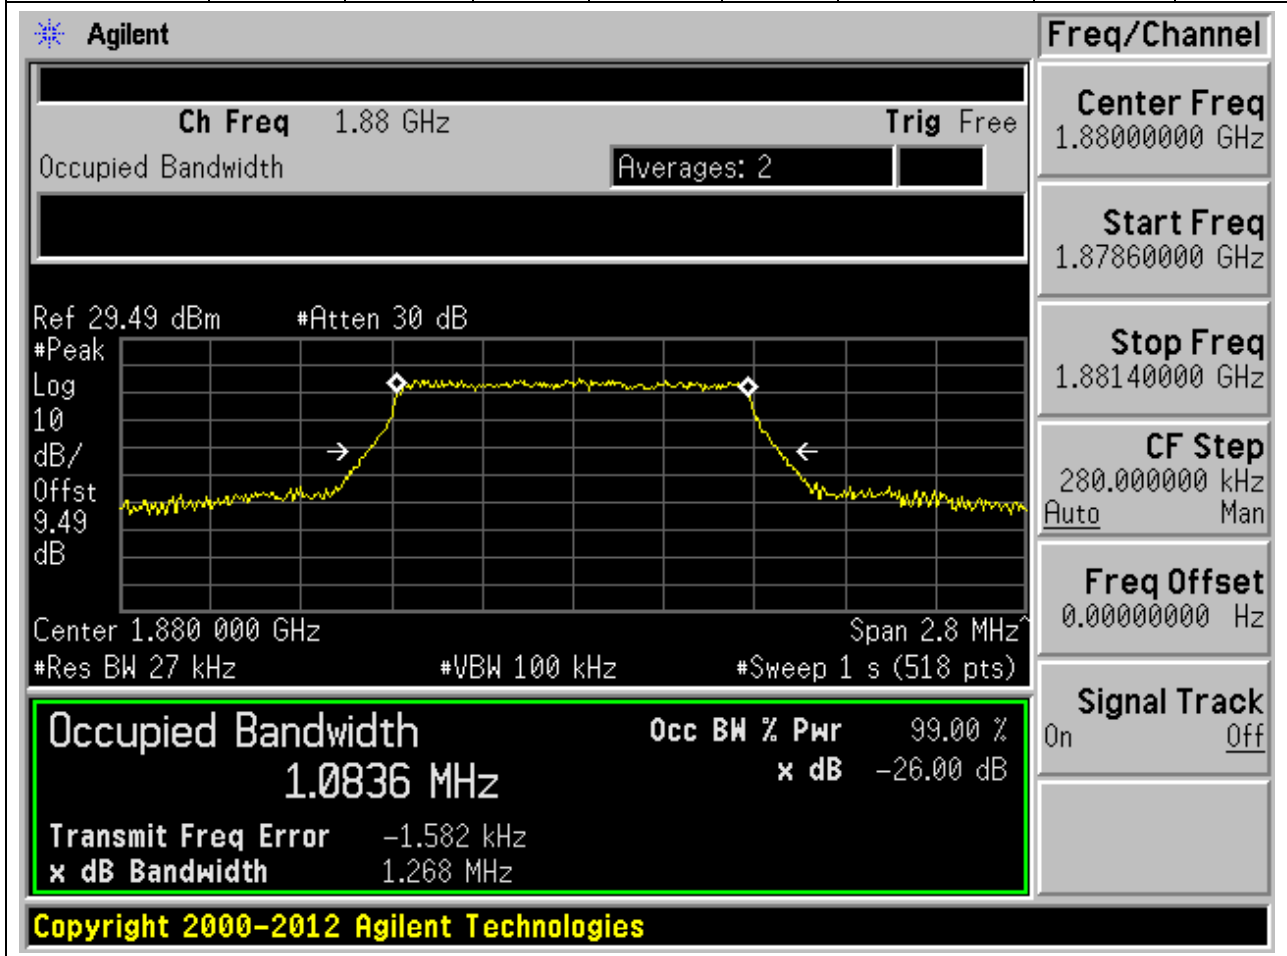 Agilent
Freq/Channel
Ch Freq 1.88 GHz Trig Free
Occupied Bandwidth Averages: 2
Center Freq
1.88000000 GHz
Start Freq
1.87860000 GHz
Stop Freq
1.88140000 GHz
CF Step
280.000000 kHz
Auto Man
Freq Offset
0.00000000 Hz
Signal Track
On Off
Ref 29.49 dBm #Atten 30 dB
#Peak
Log
10
dB/
Offst
9.49
dB
Center 1.880 000 GHz Span 2.8 MHz^
#Res BW 27 kHz #VBW 100 kHz #Sweep 1 s (518 pts)
Occupied Bandwidth Occ BW % Pwr 99.00 %
1.0836 MHz x dB -26.00 dB
Transmit Freq Error -1.582 kHz
x dB Bandwidth 1.268 MHz
Copyright 2000-2012 Agilent Technologies